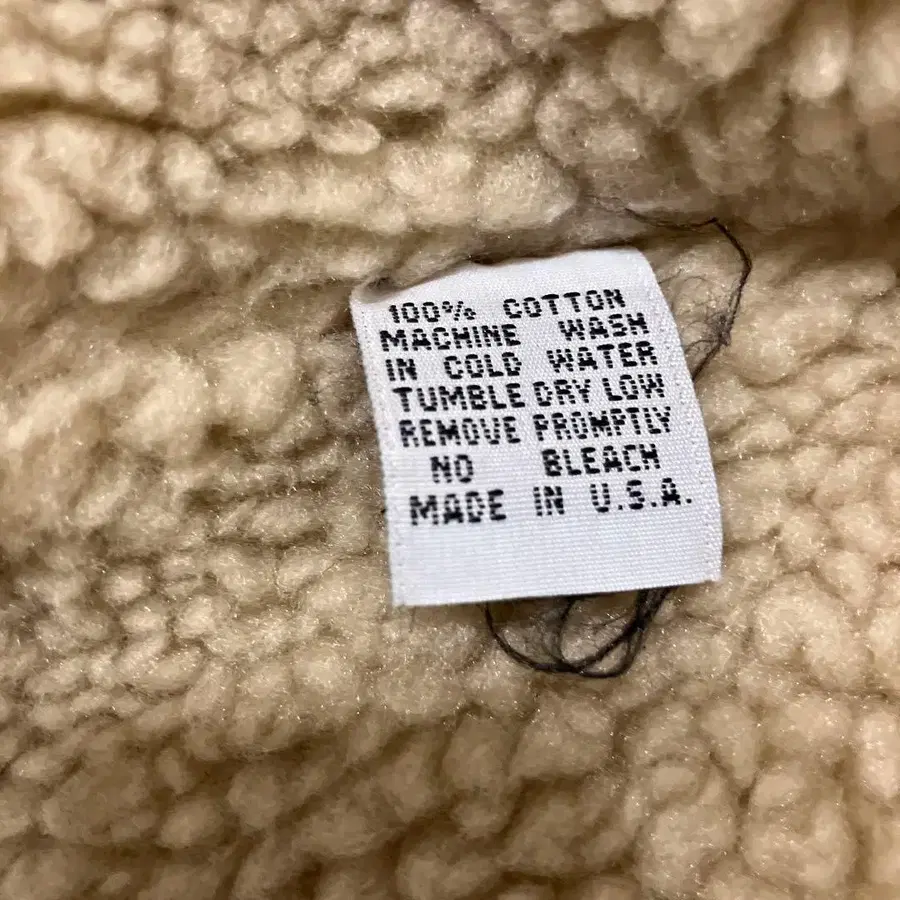 100% COTTON
MACHINE WASH
IN COLD WATER
TUMBLE DRY LOW
REMOVE PROMPTLY
NO BLEACH
MADE IN U.S.A.